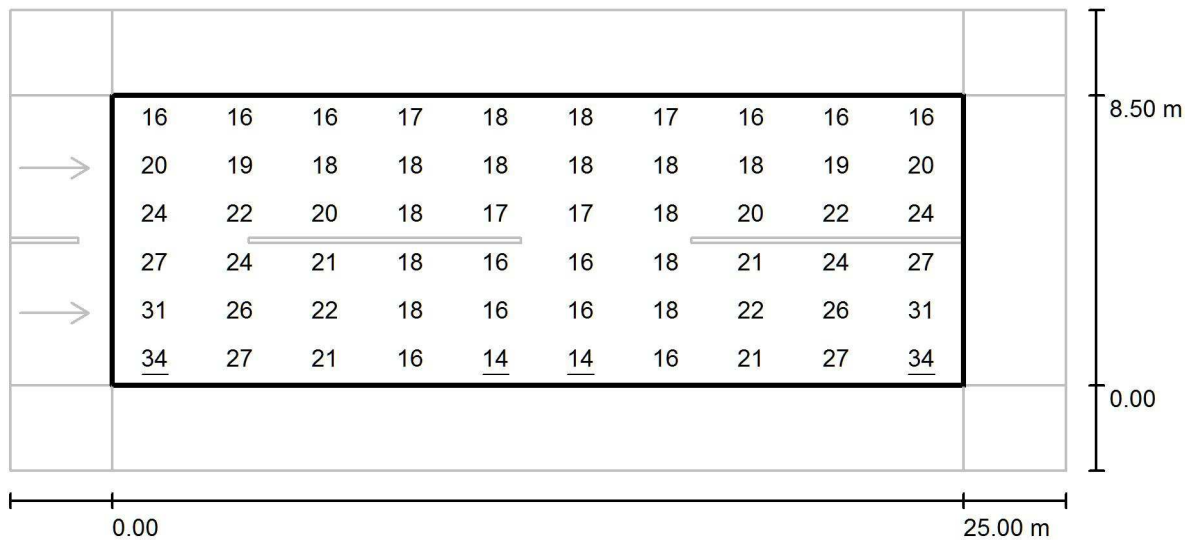 16 16 16 17 18 18 17 16 16 16
8.50 m
20 19 18 18 18 18 18 18 19 20
24 22 20 18 17 17 18 20 22 24
27 24 21 18 16 16 18 21 24 27
31 26 22 18 16 16 18 22 26 31
34 27 21 16 14 14 16 21 27 34
0.00
0.00 25.00 m